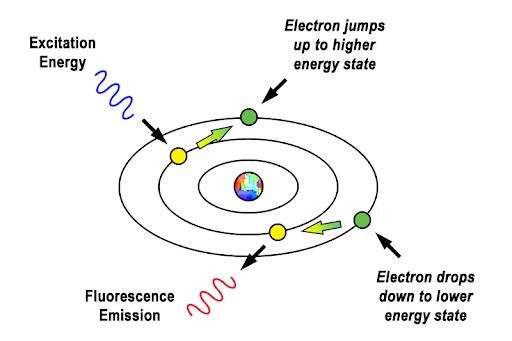 Electron jumps
up to higher
energy state
Excitation
Energy
Fluorescence
Emission
Electron drops
down to lower
energy state